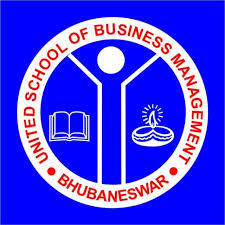 UNITED SCHOOL OF BUSINESS MANAGEMENT
• BHUBANESWAR •